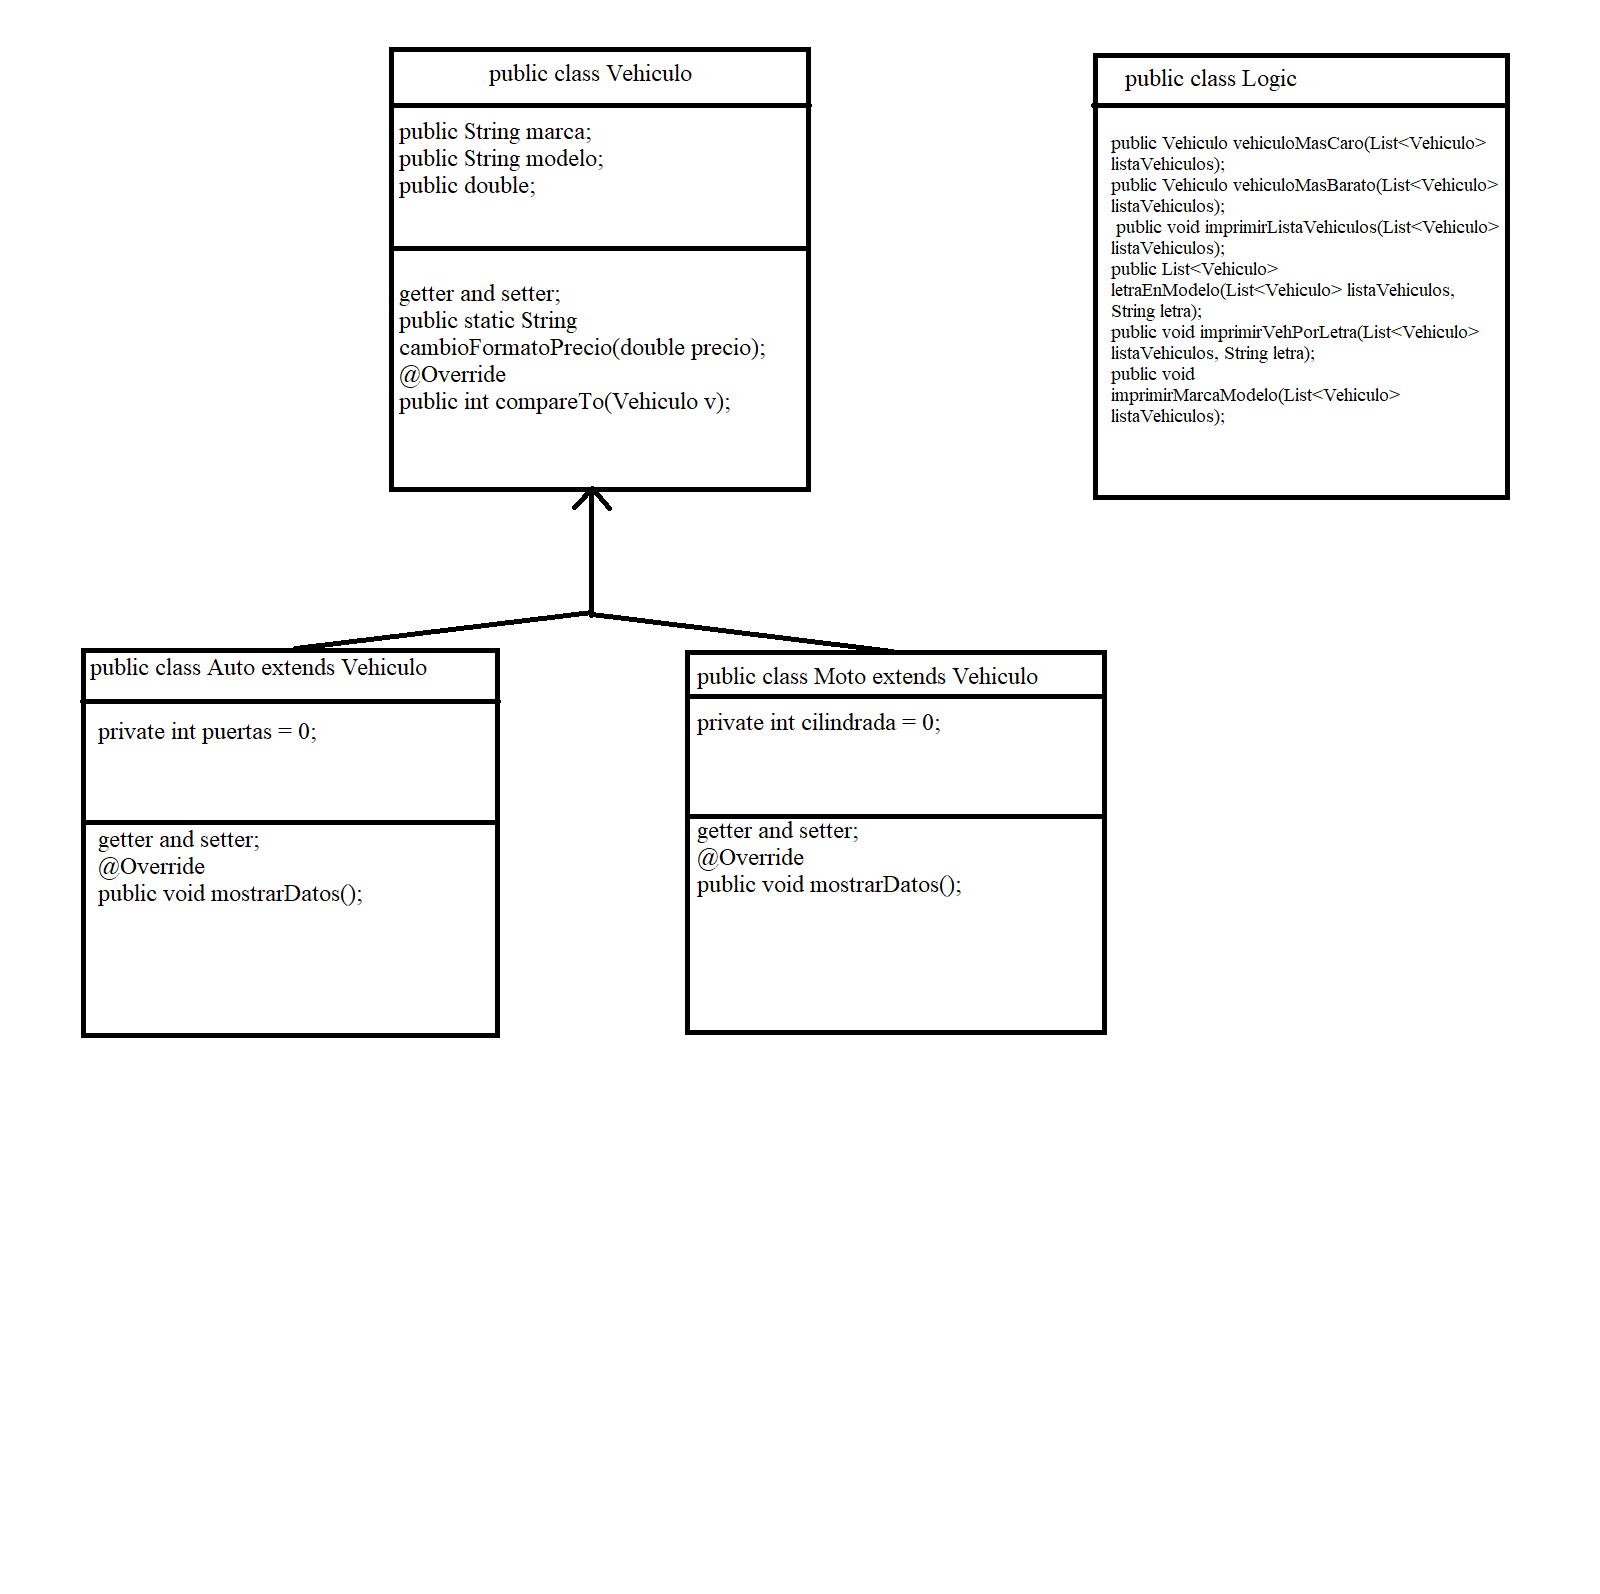 public class Vehiculo
public String marca;
public String modelo;
public double;
getter and setter;
public static String
cambioFormatoPrecio(double precio);
@Override
public int compareTo(Vehiculo v);
public class Logic
public Vehiculo vehiculoMasCaro(List<Vehiculo>
listaVehiculos);
public Vehiculo vehiculoMasBarato(List<Vehiculo>
listaVehiculos);
public void imprimirListaVehiculos(List<Vehiculo>
listaVehiculos);
public List<Vehiculo>
letraEnModelo(List<Vehiculo> listaVehiculos,
String letra);
public void imprimirVehPorLetra(List<Vehiculo>
listaVehiculos, String letra);
public void
imprimirMarcaModelo(List<Vehiculo>
listaVehiculos);
public class Auto extends Vehiculo
private int puertas = 0;
getter and setter;
@Override
public void mostrarDatos();
public class Moto extends Vehiculo
private int cilindrada = 0;
getter and setter;
@Override
public void mostrarDatos();